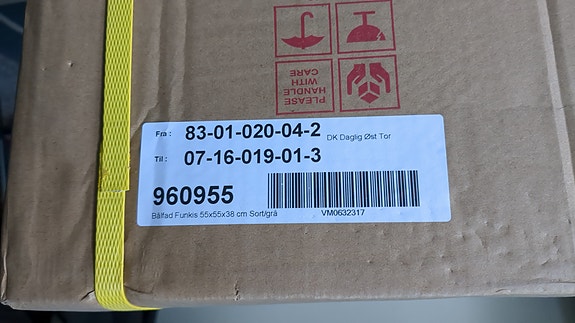 PLEASE
HANDLE
WITH
CARE
Fra : 83-01-020-04-2 DK Daglig Øst Tor
Til : 07-16-019-01-3
960955
Bålfad Funkis 55x55x38 cm Sort/grå VM0632317